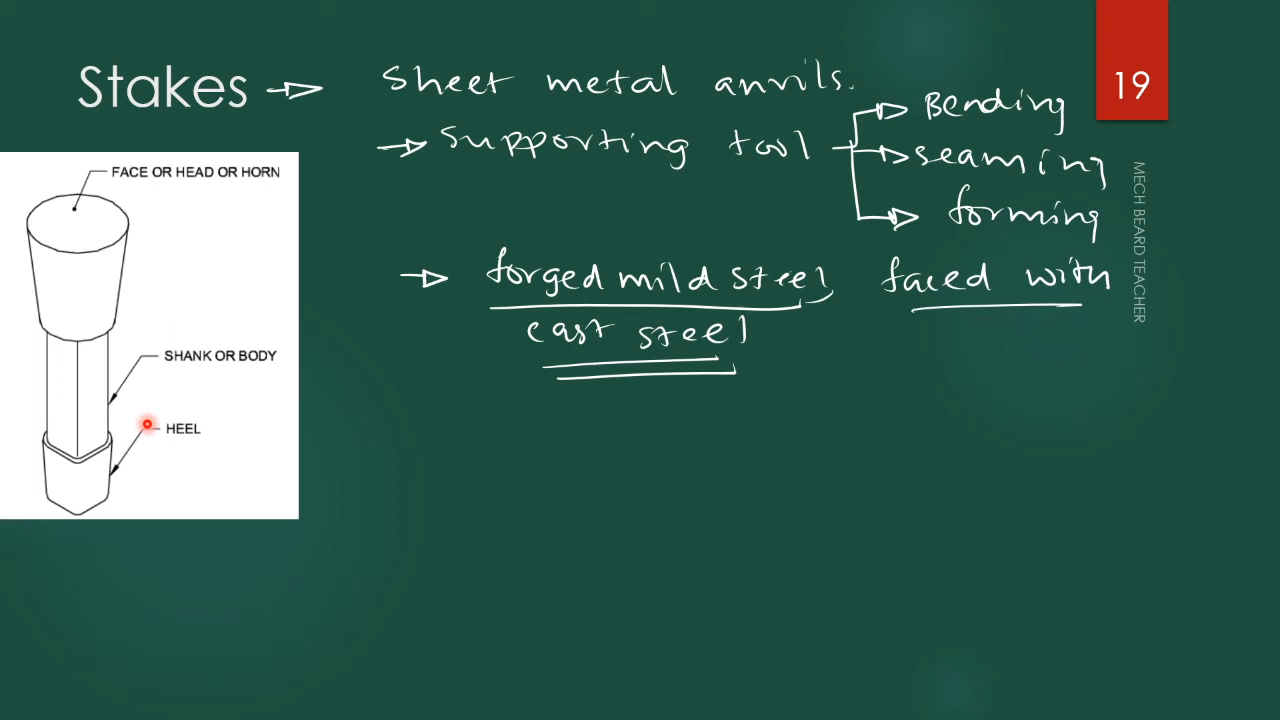 Stakes → Sheet metal anvils.
19
→ Supporting tool → Bending
→ seaming
→ forming
→ forged mild steel faced with
cast steel
FACE OR HEAD OR HORN
SHANK OR BODY
HEEL
MECH BEARD TEACHER